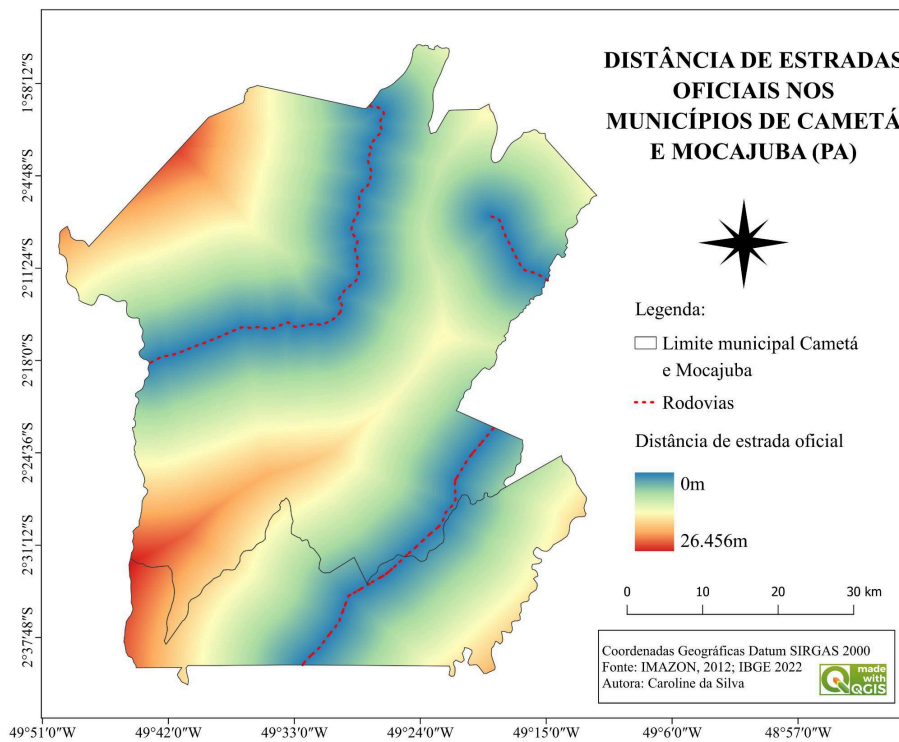 DISTÂNCIA DE ESTRADAS
OFICIAIS NOS
MUNICÍPIOS DE CAMETÁ
E MOCAJUBA (PA)
1°58'12"S
2°4'48"S
2°11'24"S
2°18'0"S
2°24'36"S
2°31'12"S
2°37'48"S
Legenda:
Limite municipal Cametá
e Mocajuba
Rodovias
Distância de estrada oficial
0m
26.456m
0 10 20 30 km
Coordenadas Geográficas Datum SIRGAS 2000
Fonte: IMAZON, 2012; IBGE 2022
Autora: Caroline da Silva
made
with
QGIS
49°51'0"W 49°42'0"W 49°33'0"W 49°24'0"W 49°15'0"W 49°6'0"W 48°57'0"W